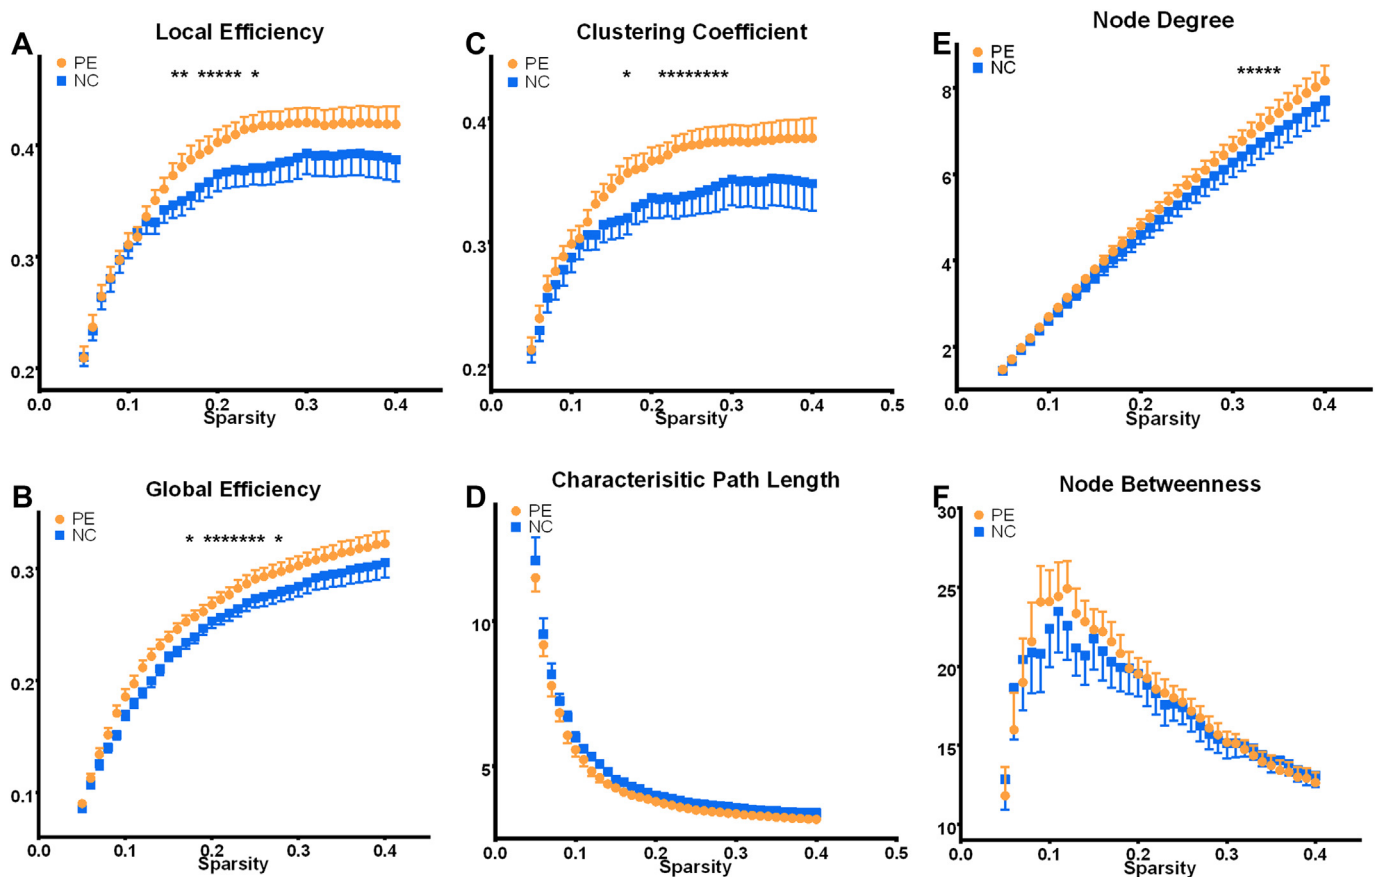 A
Local Efficiency
PE
NC
** ***** *
0.4
0.3
0.2
0.0
0.1
0.2
0.3
0.4
Sparsity
C
Clustering Coefficient
PE
NC
* *********
0.4
0.3
0.2
0.0
0.1
0.2
0.3
0.4
0.5
Sparsity
E
Node Degree
PE
NC
*****
8
6
4
2
0.0
0.1
0.2
0.3
0.4
Sparsity
B
Global Efficiency
PE
NC
* ******* *
0.3
0.2
0.1
0.0
0.1
0.2
0.3
0.4
Sparsity
D
Characterisitic Path Length
PE
NC
10
5
0.0
0.1
0.2
0.3
0.4
0.5
Sparsity
F
Node Betweenness
PE
NC
30
25
20
15
10
0.0
0.1
0.2
0.3
0.4
Sparsity